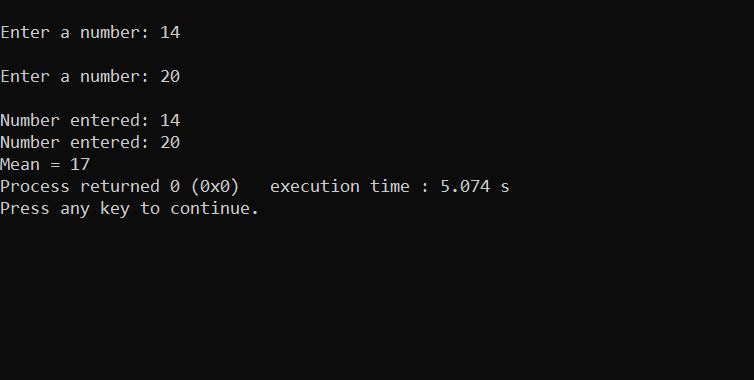 Enter a number: 14
Enter a number: 20
Number entered: 14
Number entered: 20
Mean = 17
Process returned 0 (0x0)   execution time : 5.074 s
Press any key to continue.